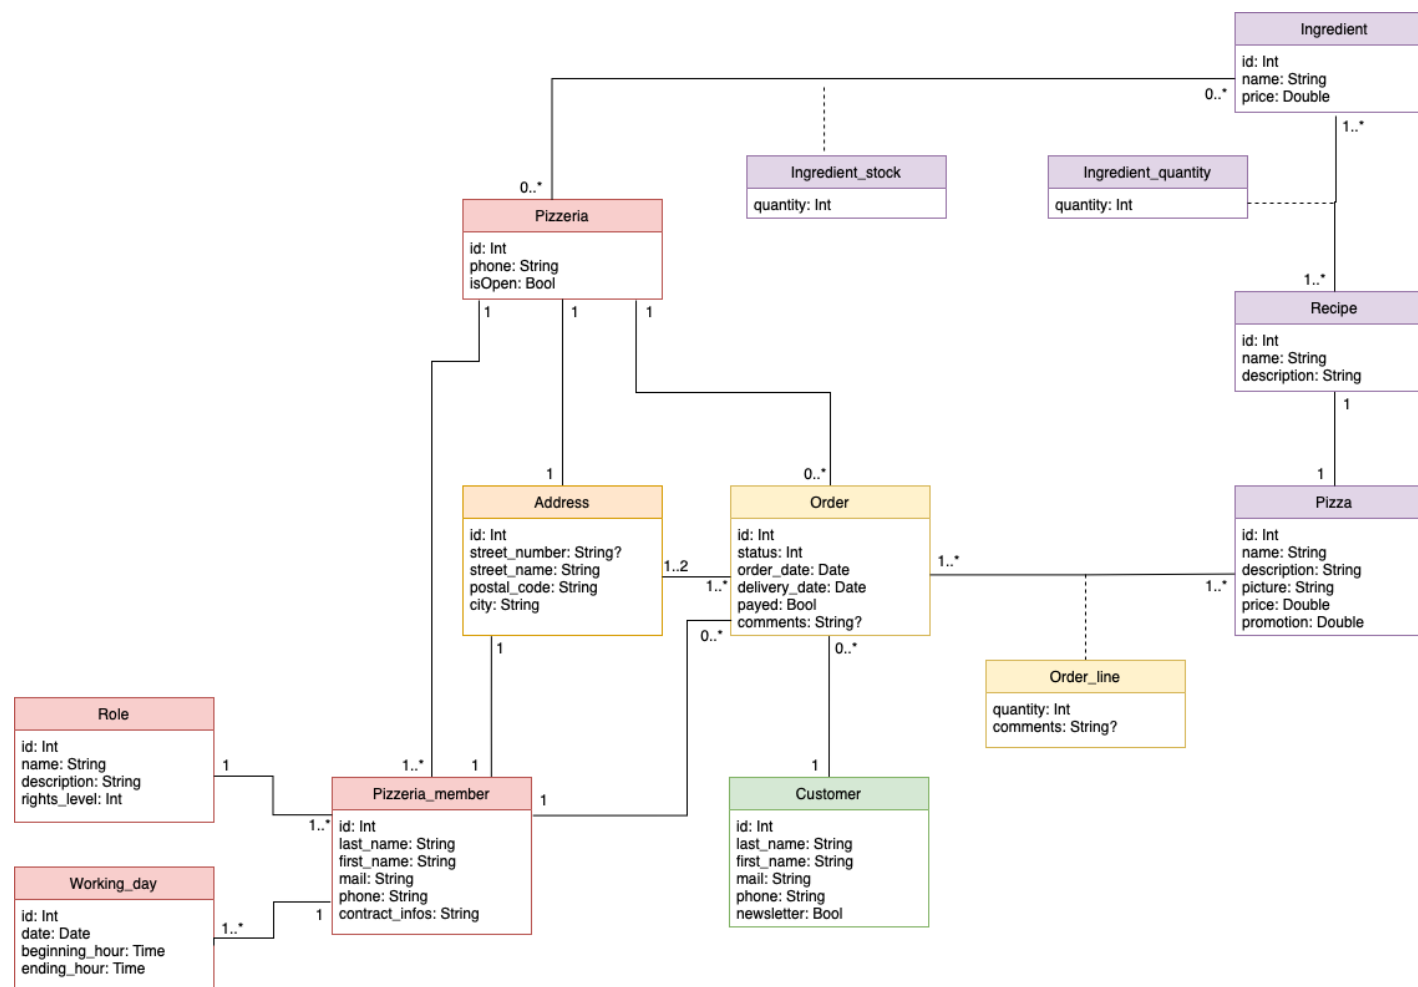 Ingredient
id: Int
name: String
price: Double
0..*
1..*
Ingredient_stock
quantity: Int
Ingredient_quantity
quantity: Int
0..*
Pizzeria
id: Int
phone: String
isOpen: Bool
1
1
1
1..*
Recipe
id: Int
name: String
description: String
1
1
0..*
1
Address
id: Int
street_number: String?
street_name: String
postal_code: String
city: String
1..2
1..*
Order
id: Int
status: Int
order_date: Date
delivery_date: Date
payed: Bool
comments: String?
1..*
1..*
Pizza
id: Int
name: String
description: String
picture: String
price: Double
promotion: Double
1
0..*
0..*
Order_line
quantity: Int
comments: String?
Role
id: Int
name: String
description: String
rights_level: Int
1
1..*
1..*
1
1
Pizzeria_member
id: Int
last_name: String
first_name: String
mail: String
phone: String
contract_infos: String
1
Customer
id: Int
last_name: String
first_name: String
mail: String
phone: String
newsletter: Bool
Working_day
id: Int
date: Date
beginning_hour: Time
ending_hour: Time
1..*
1